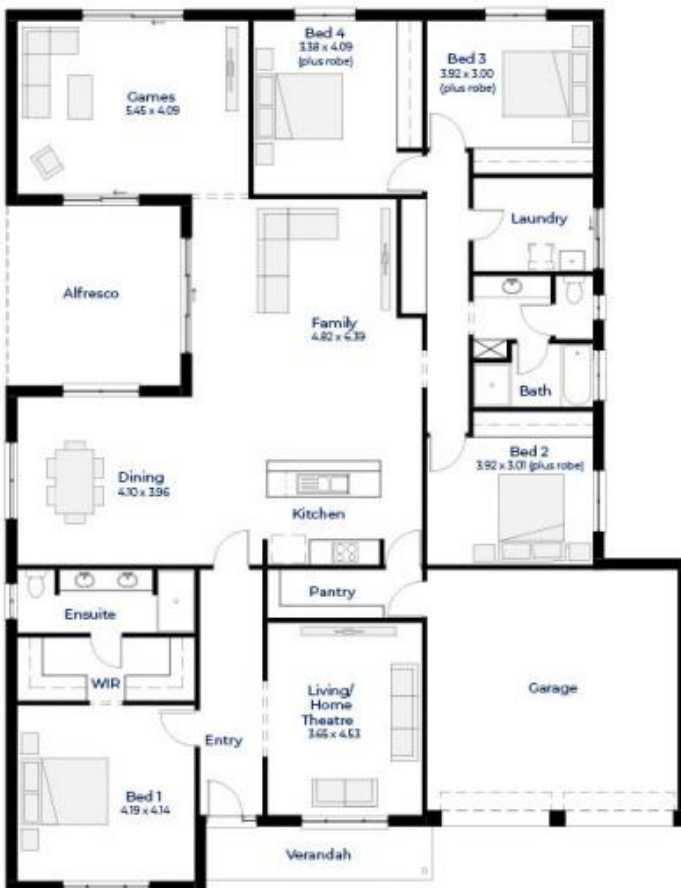 Games
5.45 x 4.09
Bed 4
3.38 x 4.09
(plus robe)
Bed 3
3.92 x 3.00
(plus robe)
Laundry
Alfresco
Family
4.82 x 6.39
Bath
Bed 2
3.92 x 3.01 (plus robe)
Dining
4.10 x 3.96
Kitchen
Pantry
Ensuite
WIR
Living/
Home
Theatre
3.65 x 4.53
Garage
Entry
Bed 1
4.19 x 4.14
Verandah